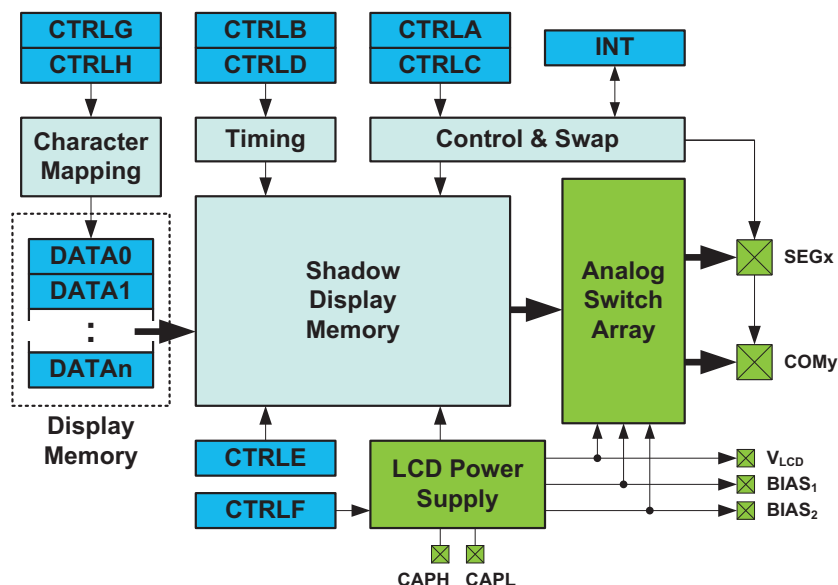 CTRLG
CTRLH
CTRLB
CTRLD
CTRLA
CTRLC
INT
Character
Mapping
Timing
Control & Swap
DATA0
DATA1
:
DATAn
Display
Memory
Shadow
Display
Memory
Analog
Switch
Array
SEGx
COMy
CTRLE
CTRLF
LCD Power
Supply
V_LCD
BIAS₁
BIAS₂
CAPH
CAPL